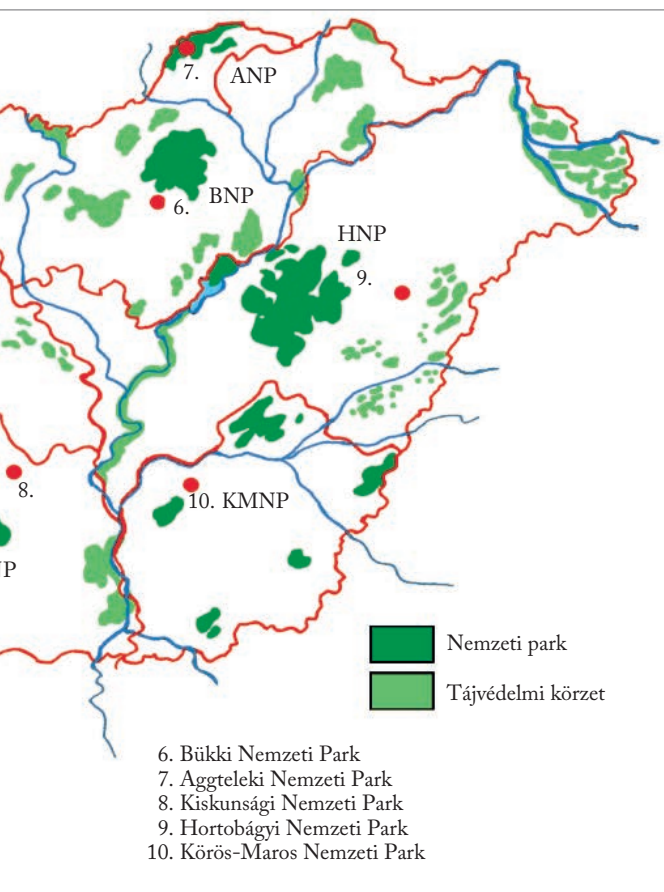 7.
ANP
6.
BNP
HNP
9.
8.
10. KMNP
NP
Nemzeti park
Tájvédelmi körzet
6. Bükki Nemzeti Park
7. Aggteleki Nemzeti Park
8. Kiskunsági Nemzeti Park
9. Hortobágyi Nemzeti Park
10. Körös-Maros Nemzeti Park